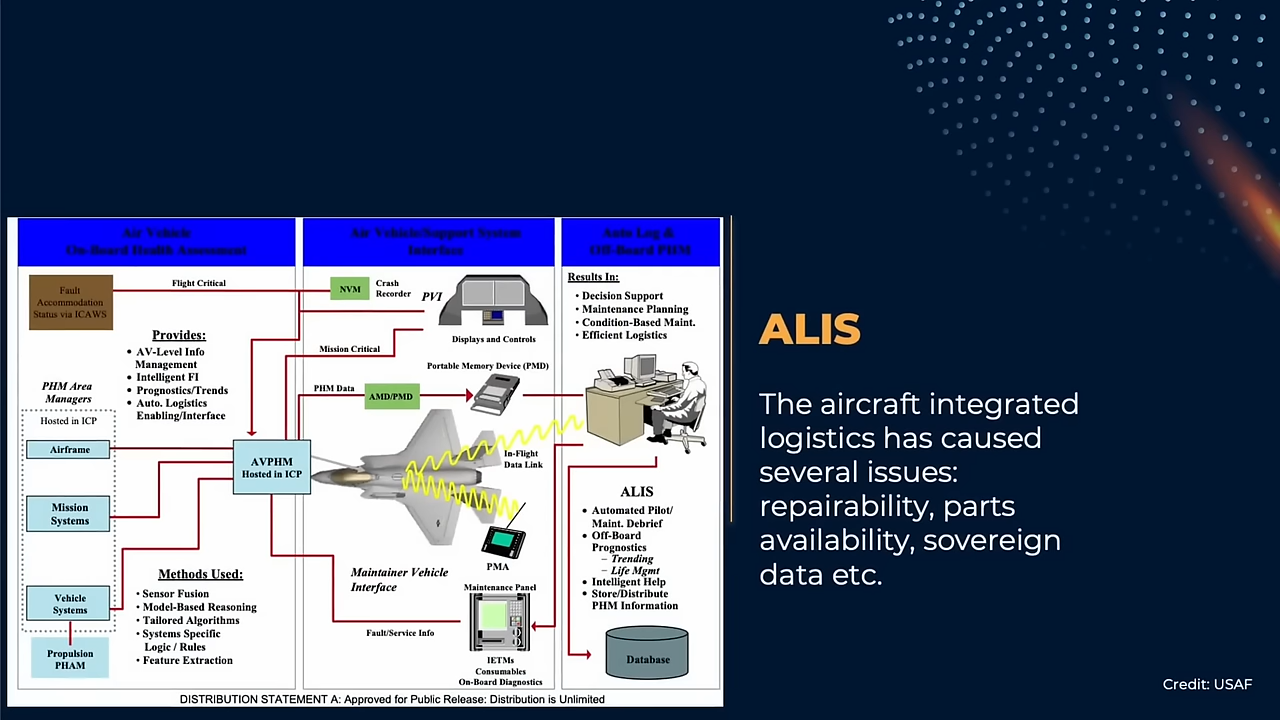 Air Vehicle
On-Board Health Assessment
Air Vehicle/Support System
Interface
Auto Log &
Off-Board PHM
Fault
Accommodation
Status via ICAWS
Flight Critical
NVM
Crash
Recorder
PVI
Displays and Controls
Provides:
• AV-Level Info
Management
• Intelligent FI
• Prognostics/Trends
• Auto. Logistics
Enabling/Interface
Mission Critical
Portable Memory Device (PMD)
PHM Data
AMD/PMD
PHM Area
Managers
Hosted in ICP
Airframe
Mission
Systems
Vehicle
Systems
Propulsion
PHAM
AVPHM
Hosted in ICP
In-Flight
Data Link
PMA
Methods Used:
• Sensor Fusion
• Model-Based Reasoning
• Tailored Algorithms
• Systems Specific
Logic / Rules
• Feature Extraction
Maintainer Vehicle
Interface
Maintenance Panel
Fault/Service Info
IETMs
Consumables
On-Board Diagnostics
Results In:
• Decision Support
• Maintenance Planning
• Condition-Based Maint.
• Efficient Logistics
ALIS
• Automated Pilot/
Maint. Debrief
• Off-Board
Prognostics
– Trending
– Life Mgmt
• Intelligent Help
• Store/Distribute
PHM Information
Database
DISTRIBUTION STATEMENT A: Approved for Public Release: Distribution is Unlimited
ALIS
The aircraft integrated
logistics has caused
several issues:
repairability, parts
availability, sovereign
data etc.
Credit: USAF